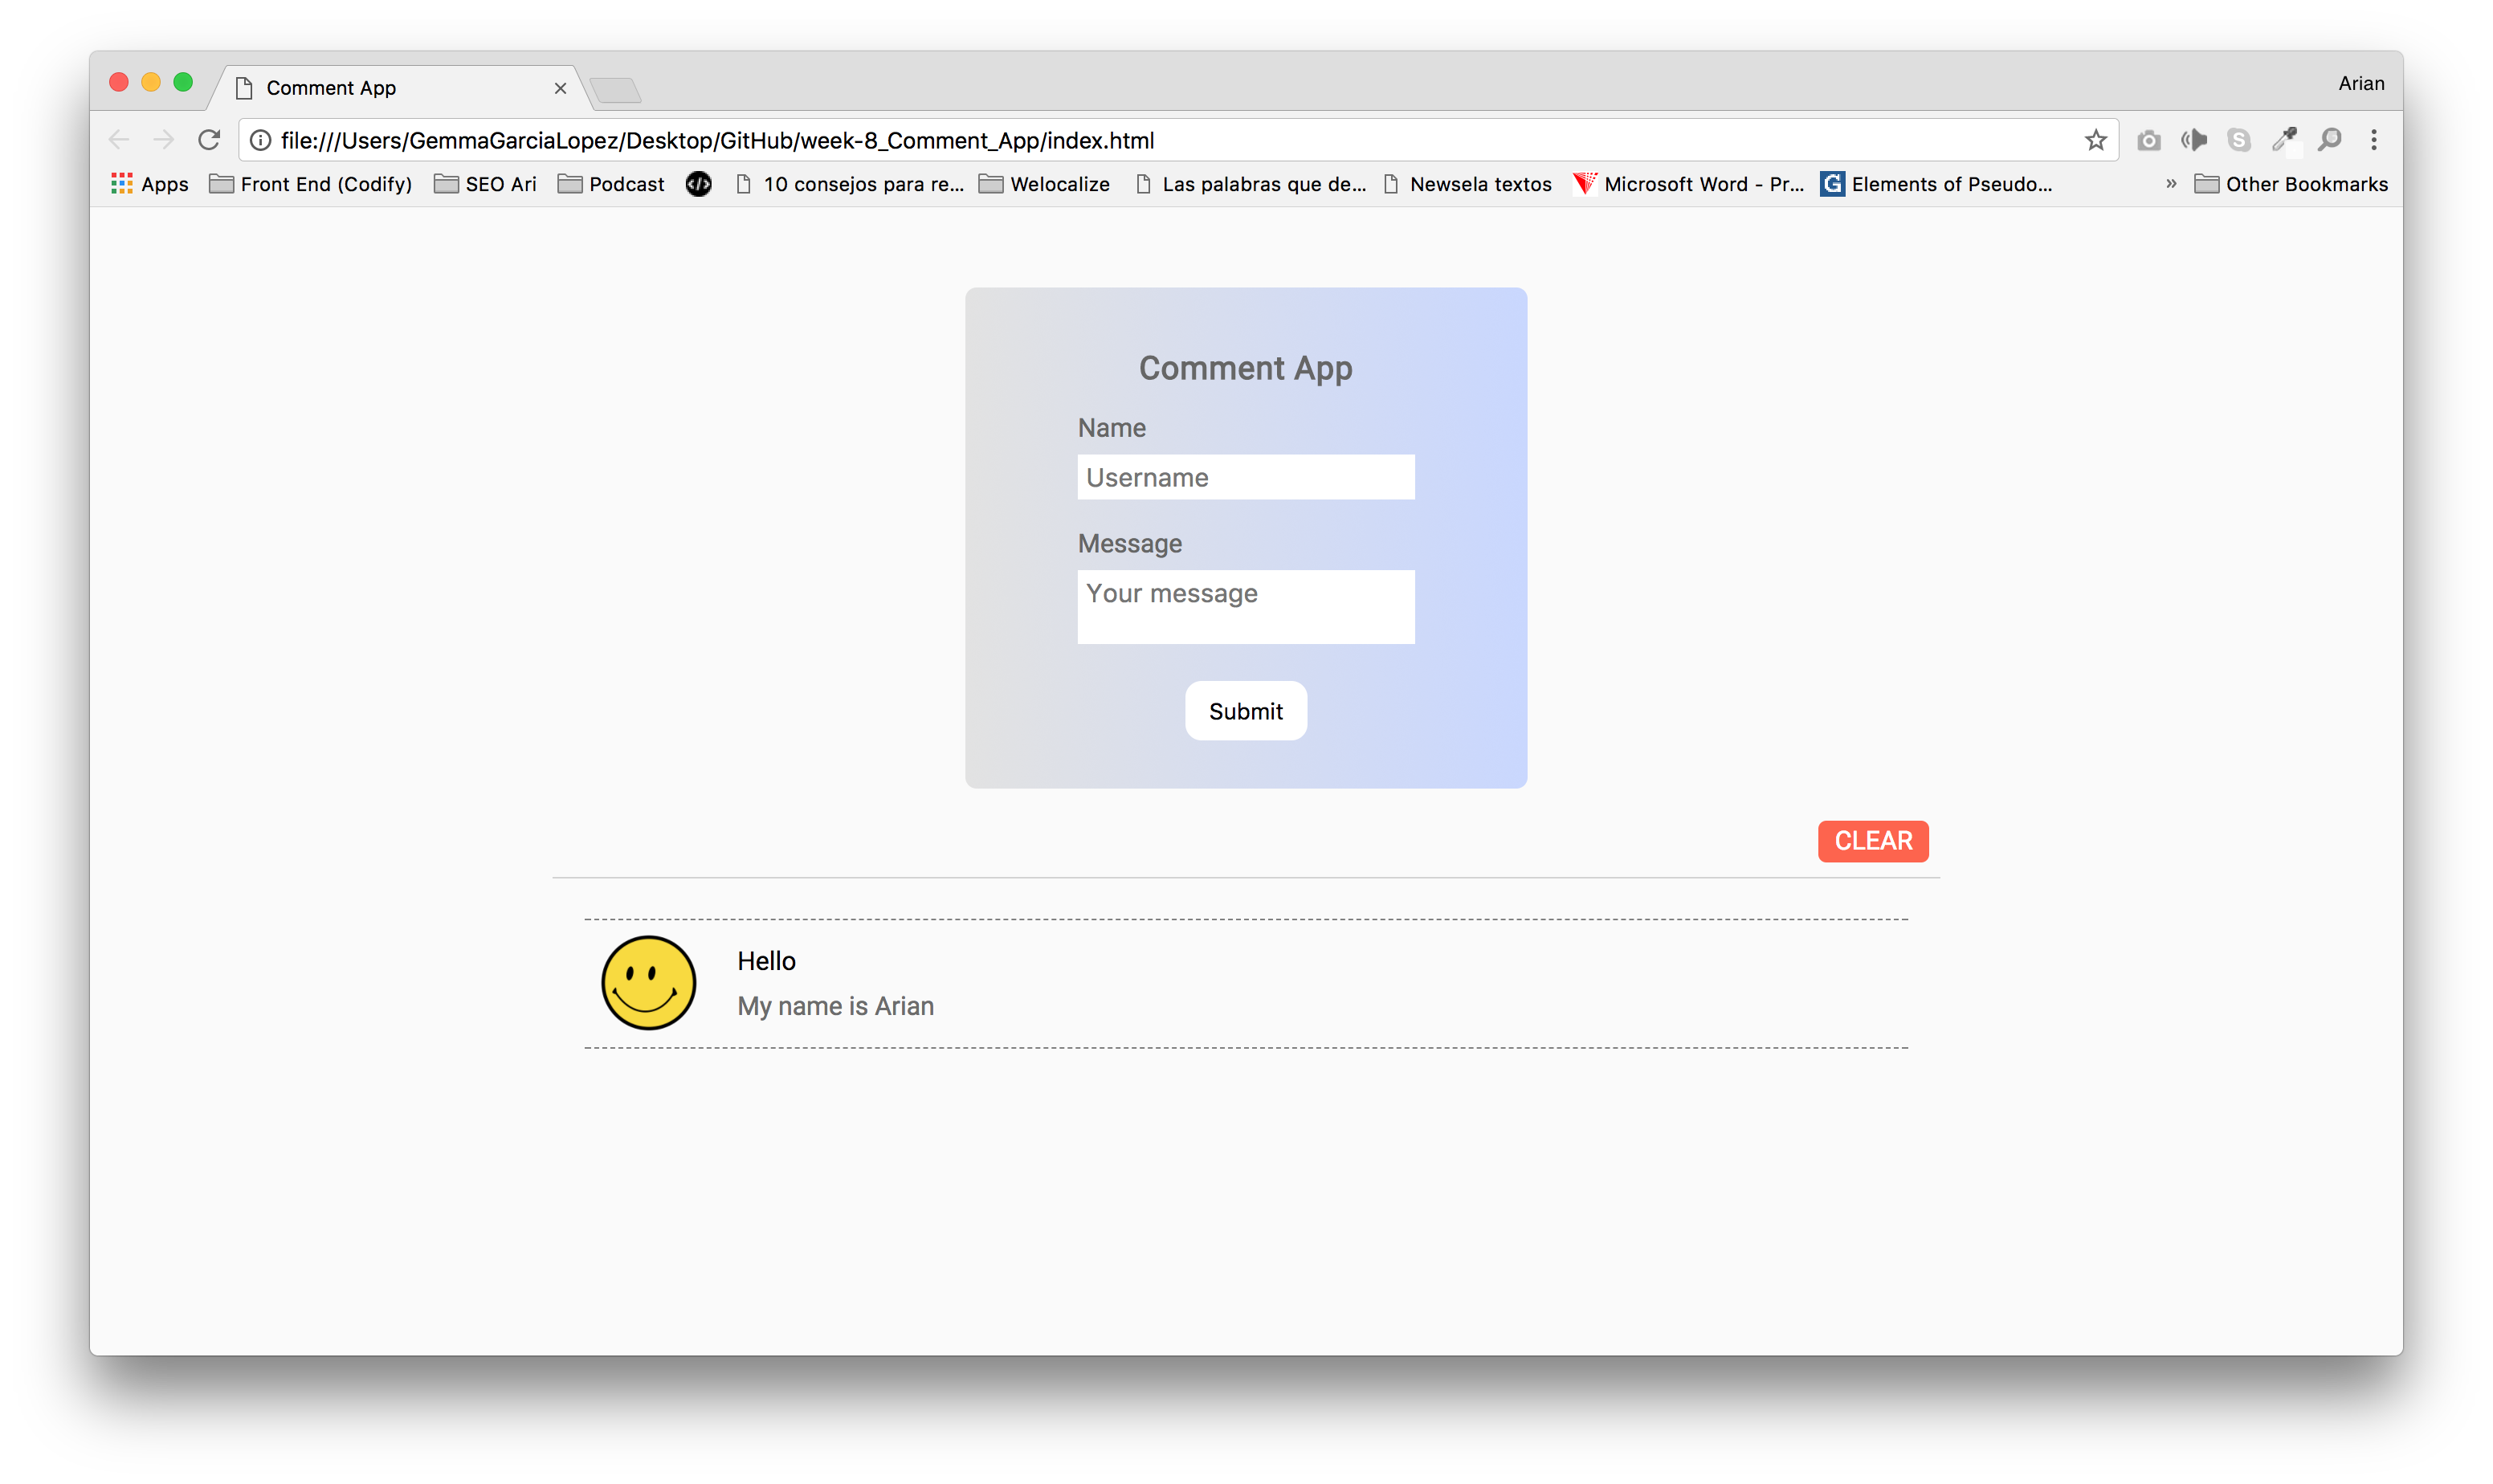 Comment App
Arian
file:///Users/GemmaGarciaLopez/Desktop/GitHub/week-8_Comment_App/index.html
Apps Front End (Codify) SEO Ari Podcast 10 consejos para re... Welocalize Las palabras que de... Newsela textos Microsoft Word - Pr... Elements of Pseudo... » Other Bookmarks
Comment App
Name
Username
Message
Your message
Submit
CLEAR
Hello
My name is Arian